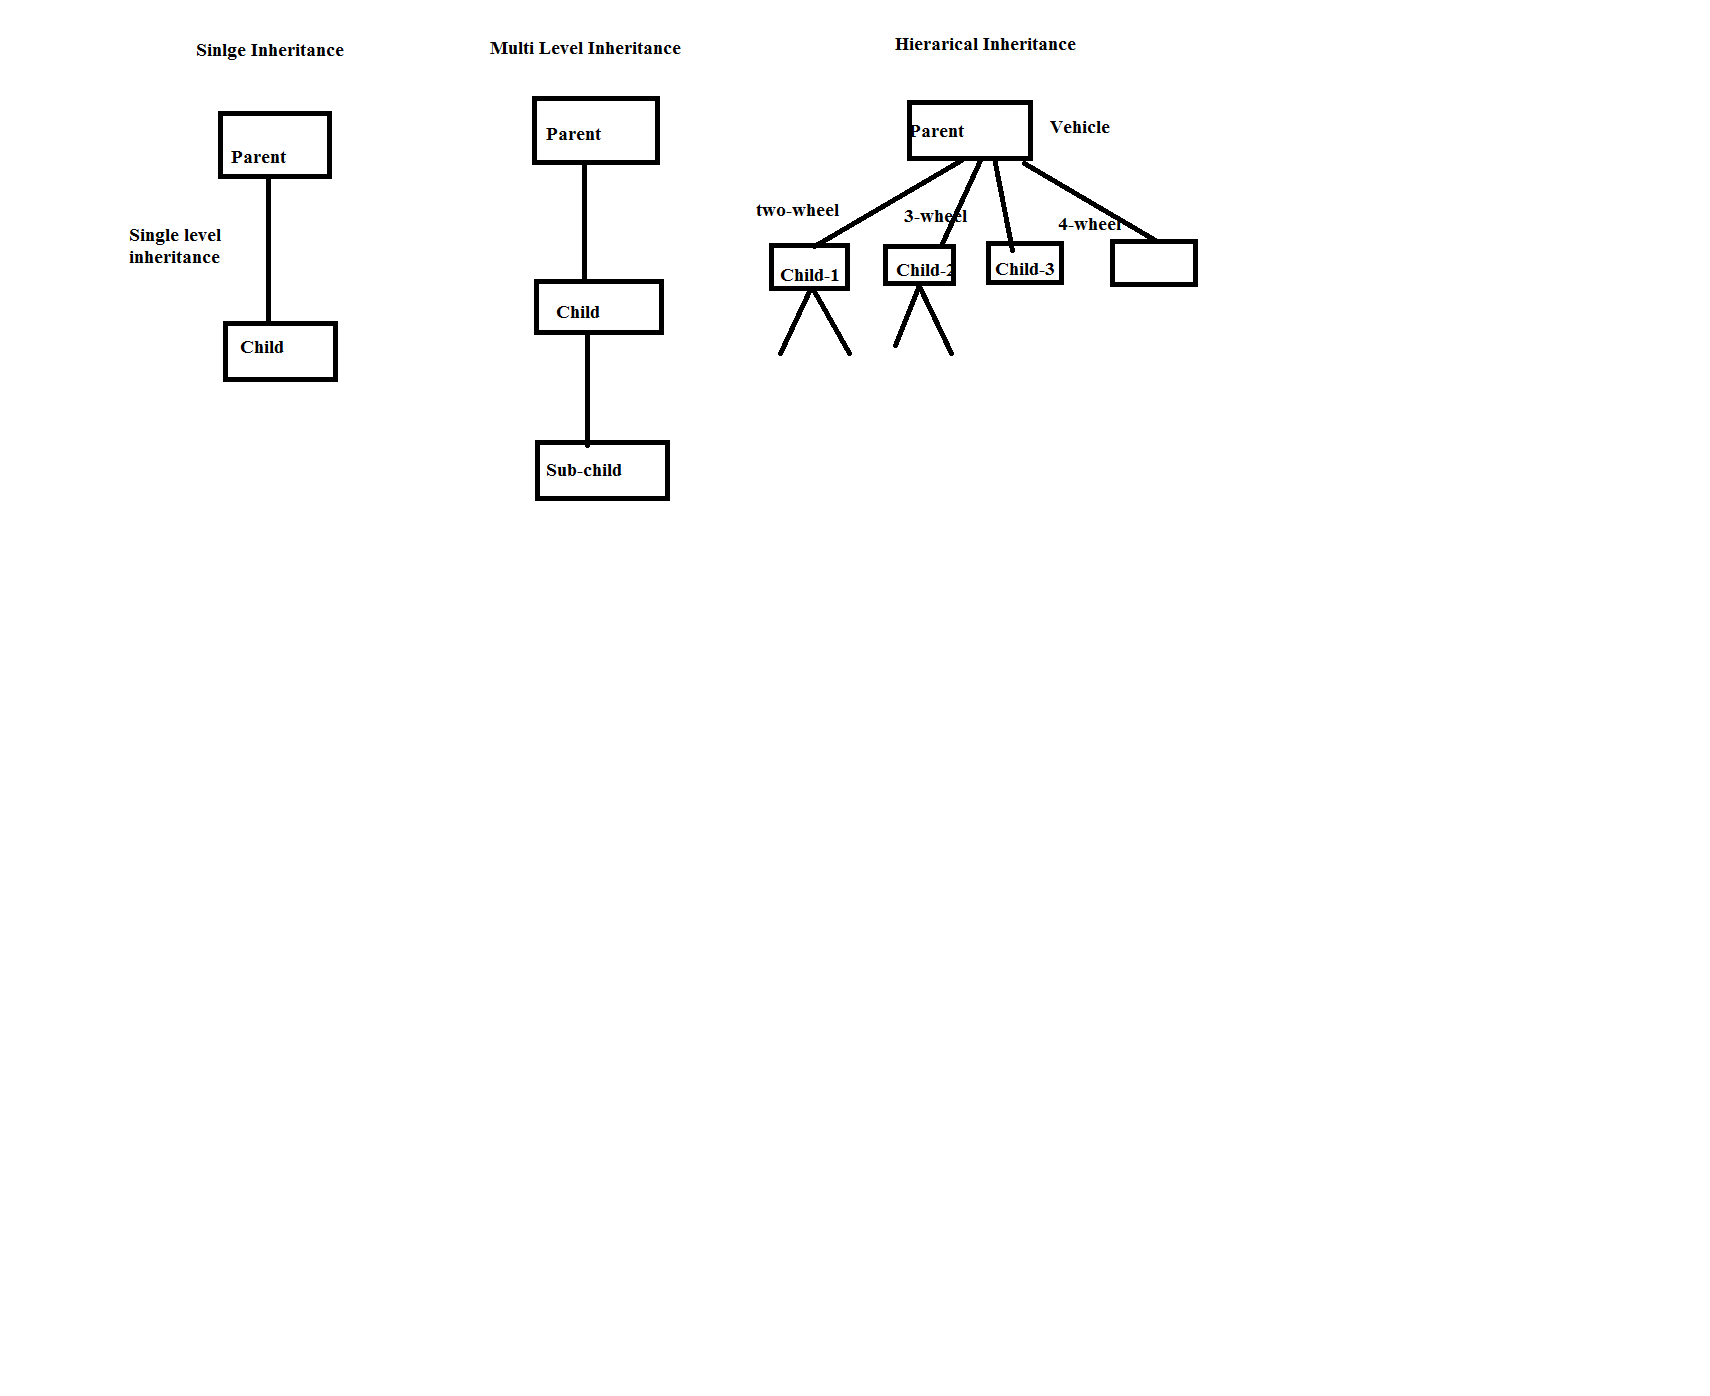 Sinlge Inheritance
Parent
Single level
inheritance
Child
Multi Level Inheritance
Parent
Child
Sub-child
Hierarical Inheritance
Parent
Vehicle
two-wheel
3-wheel
4-wheel
Child-1
Child-2
Child-3